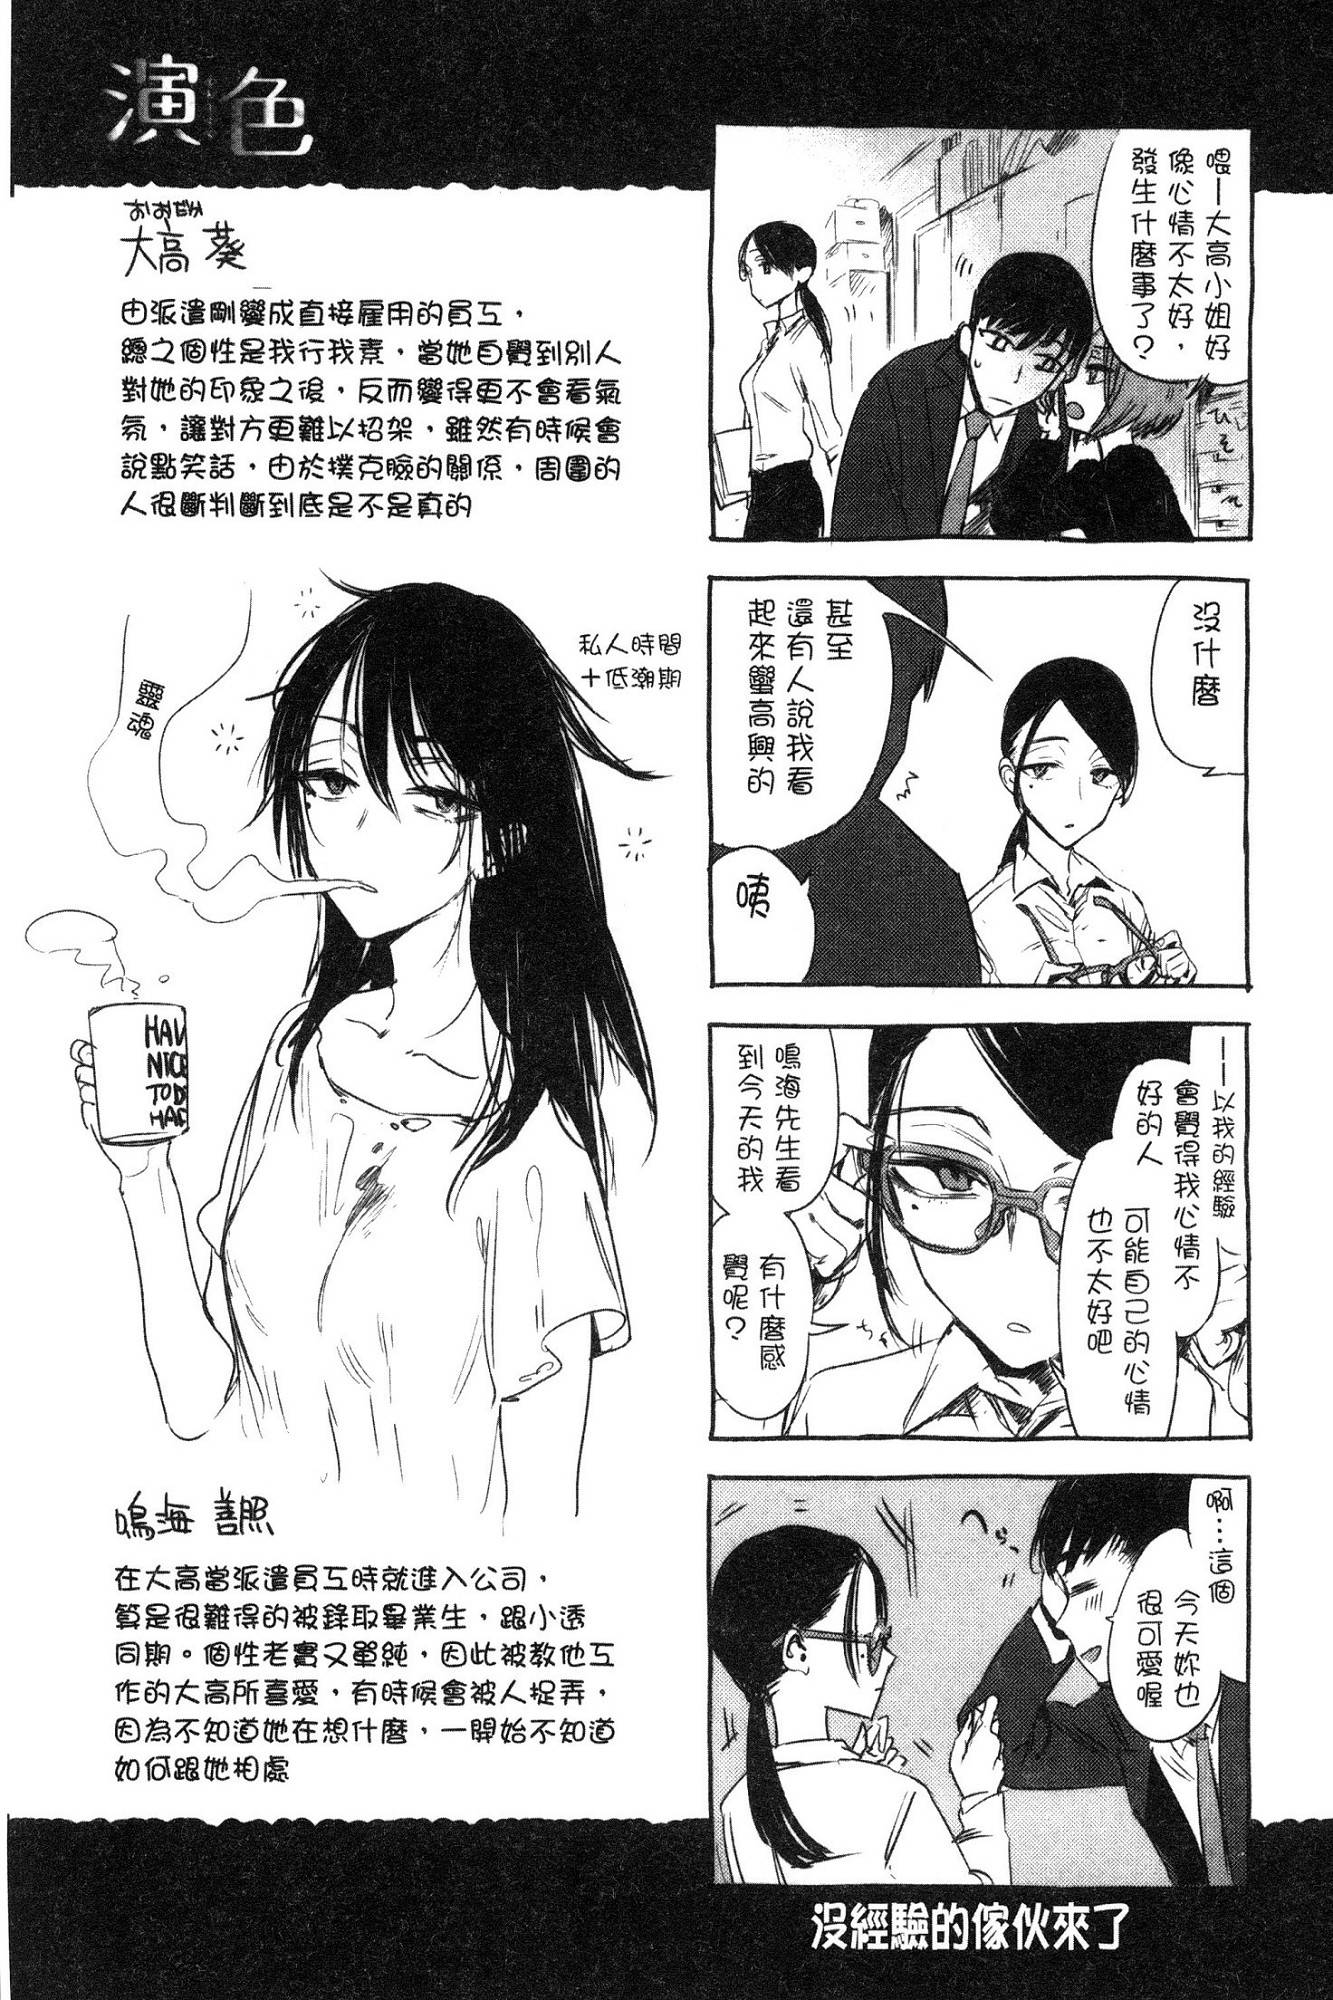 演色
おおたか
大高 葵
由派遣剛變成直接雇用的員工，
總之個性是我行我素，當她自覺到別人
對她的印象之後，反而變得更不會看氣
氛，讓對方更難以招架，雖然有時候會
說點笑話，由於撲克臉的關係，周圍的
人很斷判斷到底是不是真的
私人時間
＋低潮期
靈魂
HAV
NICE
TO D
HA
鳴海 善照
在大高當派遣員工時就進入公司，
算是很難得的被錄取畢業生，跟小透
同期。個性老實又單純，因此被教他工
作的大高所喜愛，有時候會被人捉弄，
因為不知道她在想什麼，一開始不知道
如何跟她相處
喂—大高小姐好
像心情不太好，
發生什麼事了？
ひそ
沒什麼
甚至
還有人說我看
起來蠻高興的
咦
——以我的經驗
會覺得我心情不
好的人
可能自己的心情
也不太好吧
鳴海先生看
到今天的我
有什麼感
覺呢？
啊…這個
今天妳也
很可愛喔
へら…
沒經驗的傢伙來了